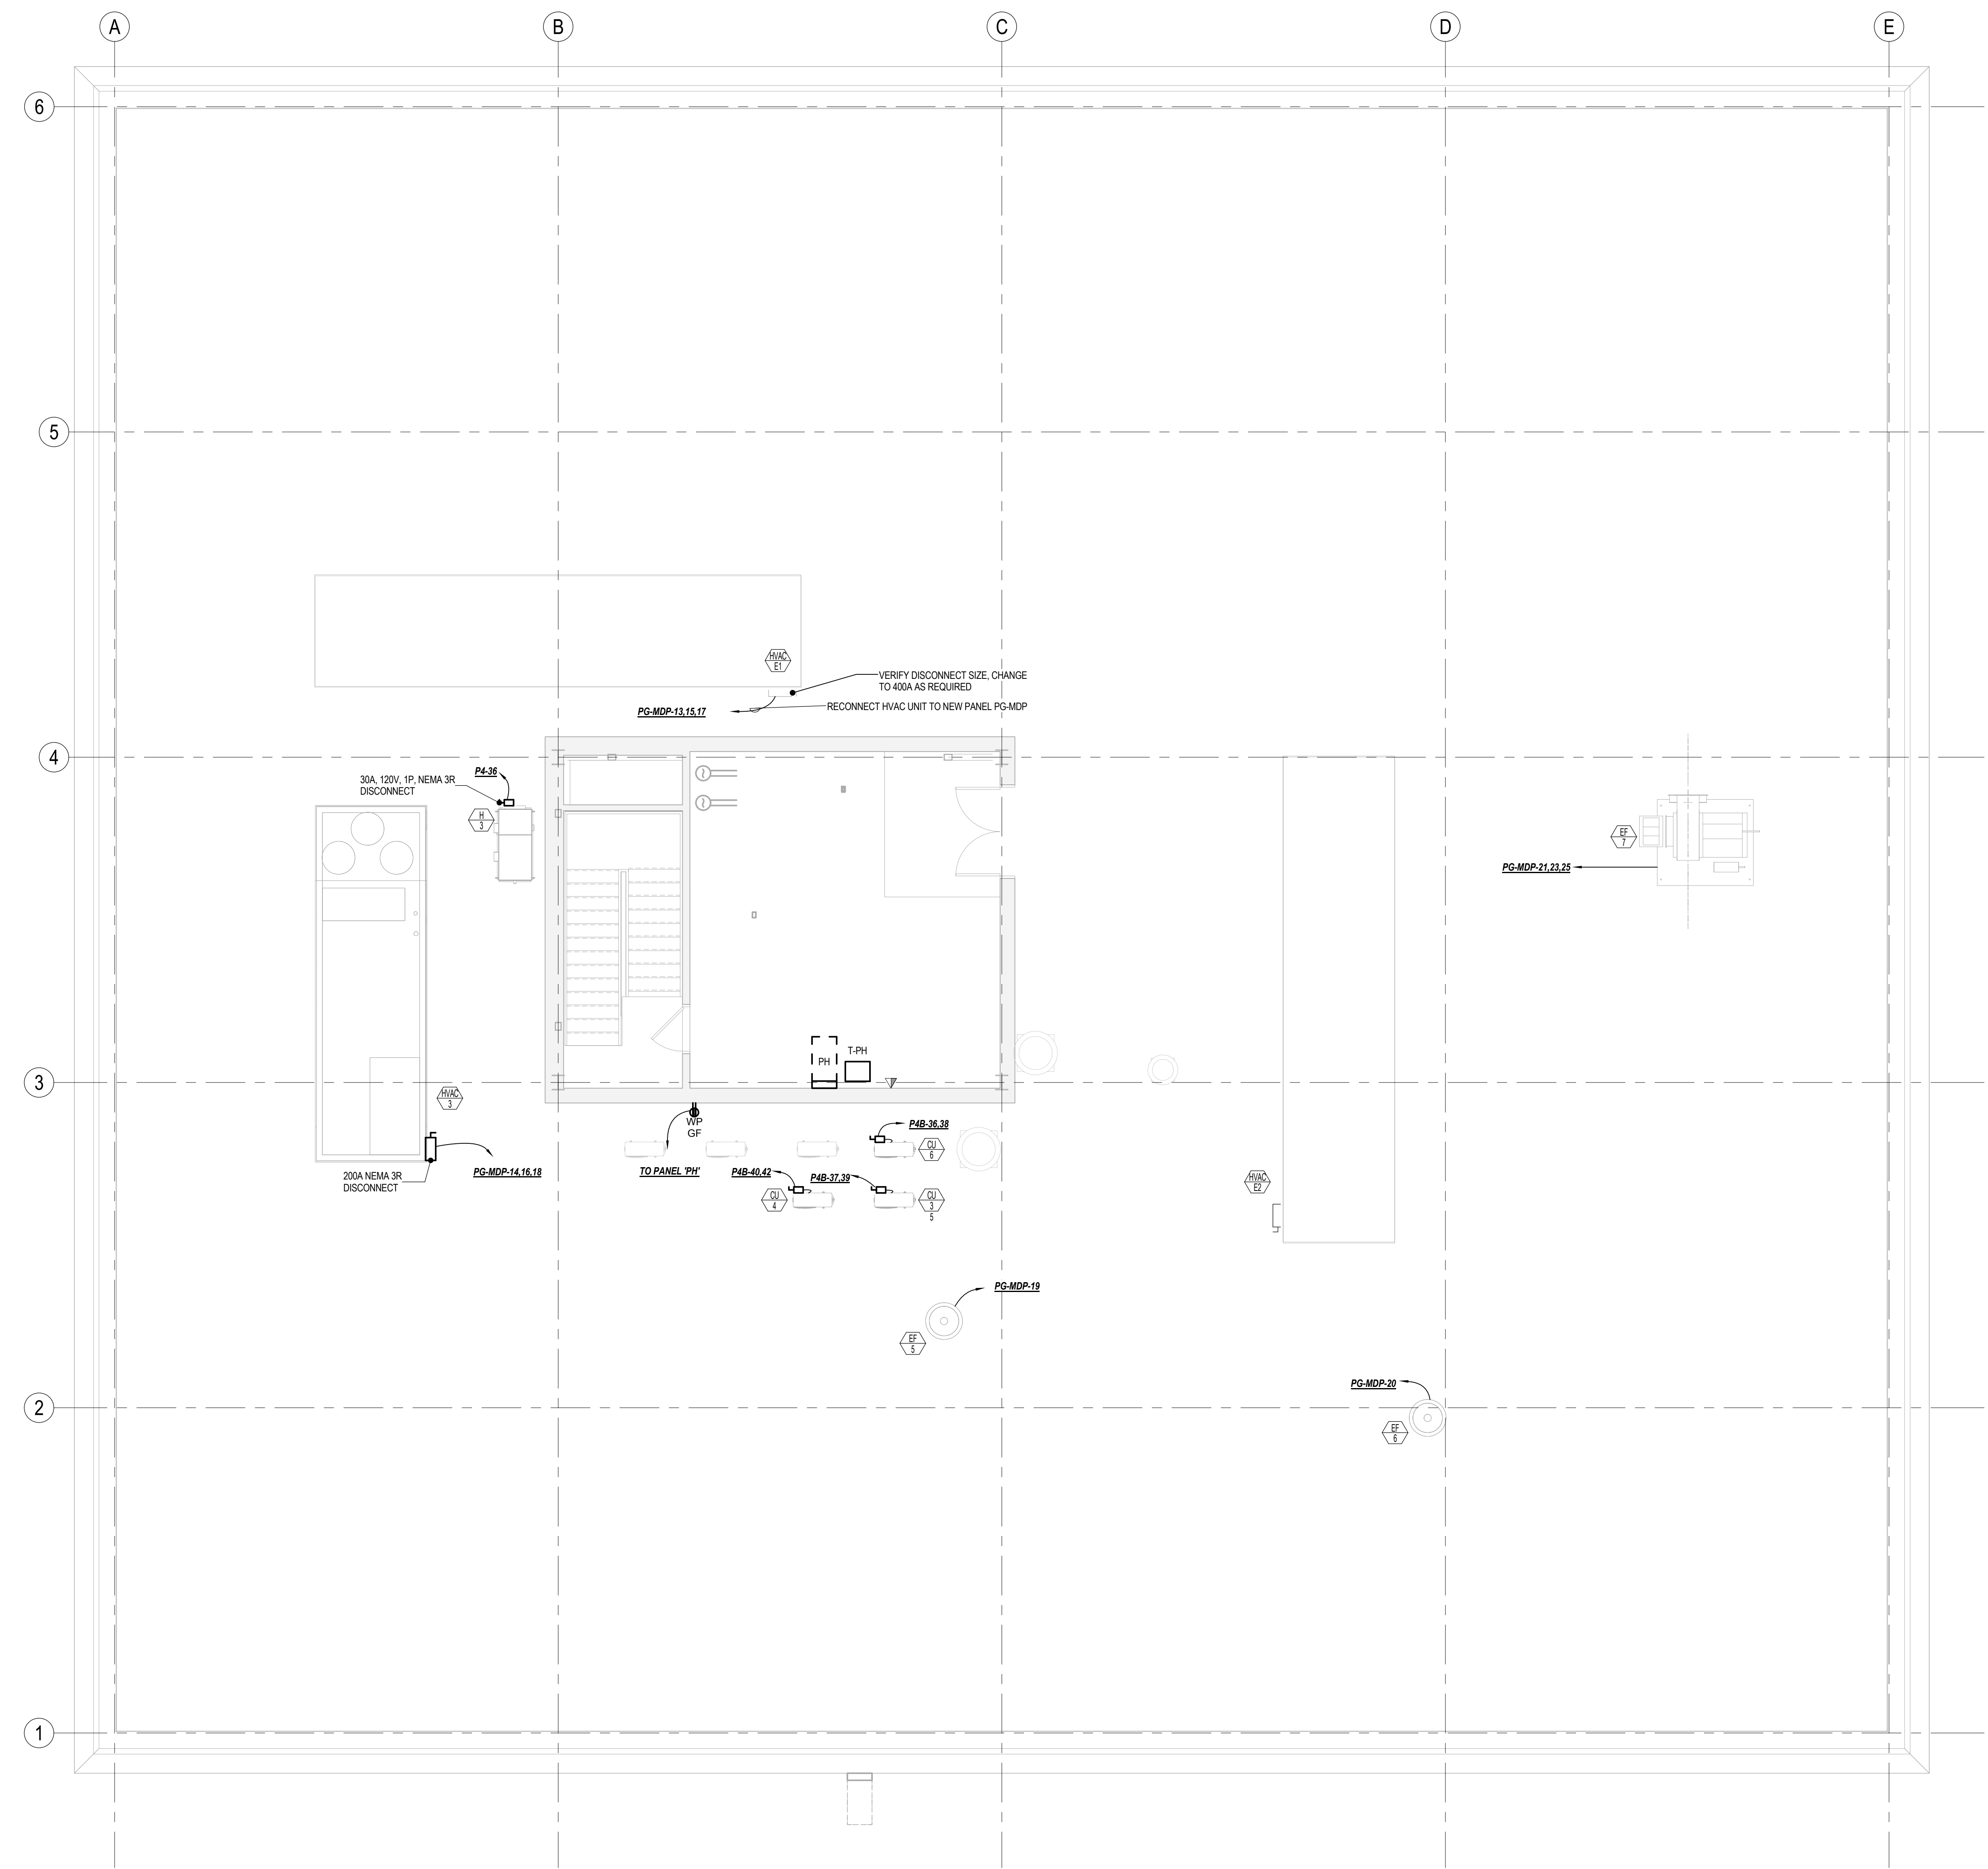 A
B
C
D
E
6
5
HVAC
E1
VERIFY DISCONNECT SIZE, CHANGE
TO 400A AS REQUIRED
RECONNECT HVAC UNIT TO NEW PANEL PG-MDP
PG-MDP-13,15,17
4
P4-36
30A, 120V, 1P, NEMA 3R
DISCONNECT
H
3
EF
7
PG-MDP-21,23,25
T-PH
PH
3
HVAC
3
WP
GF
P4B-36,38
CU
6
200A NEMA 3R
DISCONNECT
PG-MDP-14,16,18
TO PANEL 'PH'
P4B-40,42
P4B-37,39
CU
4
CU
3
5
HVAC
E2
PG-MDP-19
EF
5
PG-MDP-20
2
EF
6
1